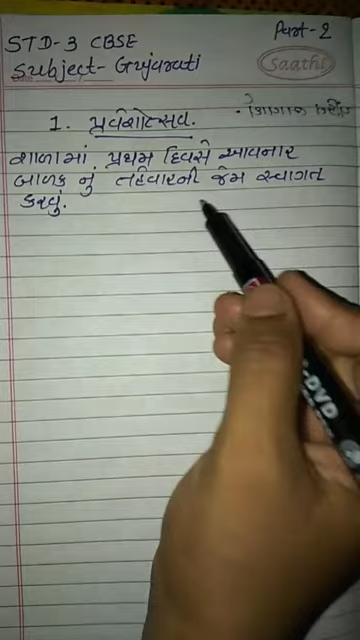 Part-2
STD-3 CBSE
Subject- Gujarati
Saathi
1. પ્રવેશોત્સવ.
શાળામાં પ્રથમ દિવસે આવનાર
બાળક નું તહેવારની જેમ સ્વાગત
કરવું.
DVD